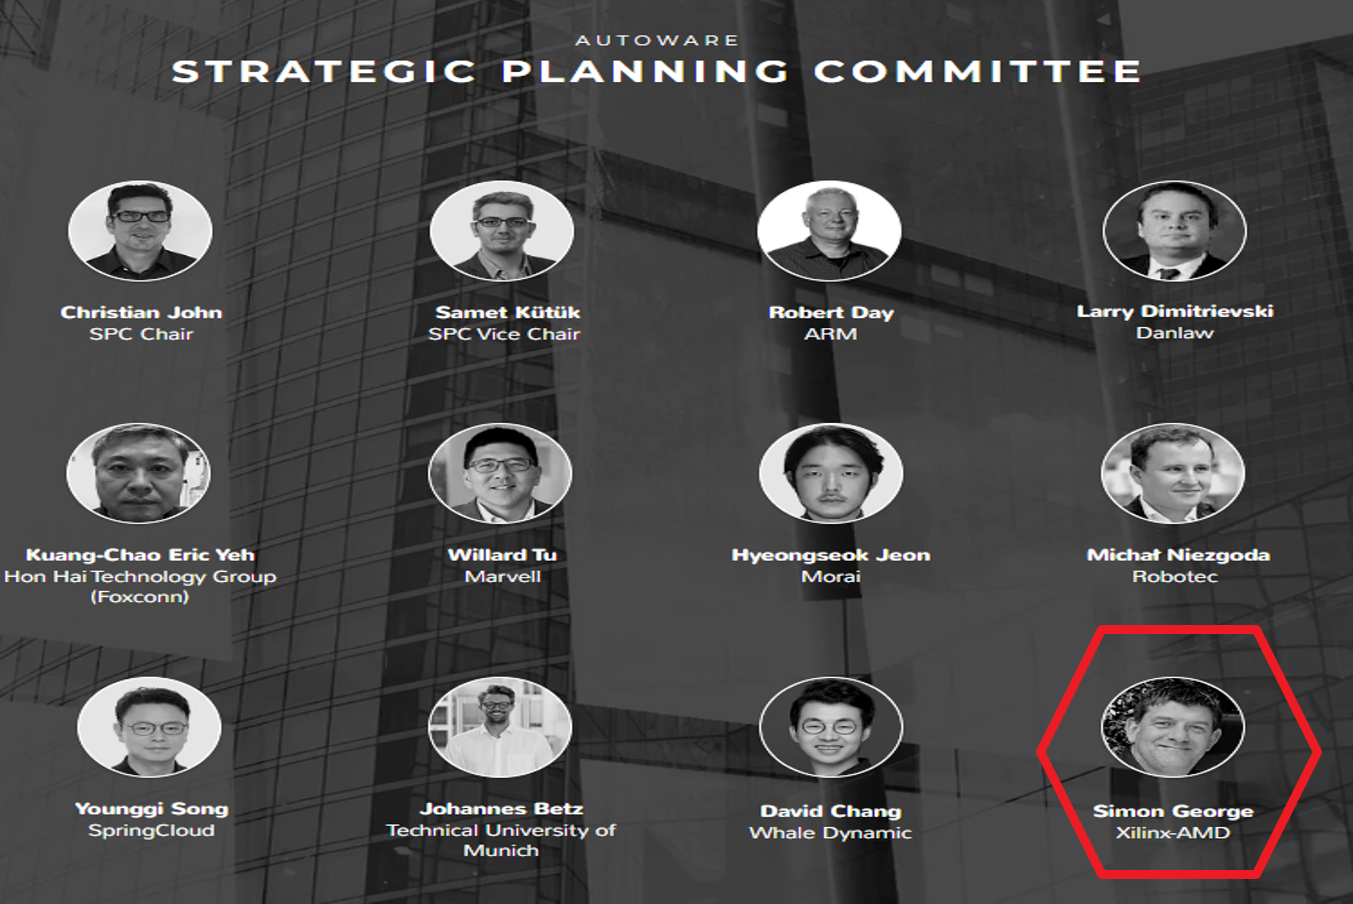 AUTOWARE
STRATEGIC PLANNING COMMITTEE
Christian John
SPC Chair
Samet Kütük
SPC Vice Chair
Robert Day
ARM
Larry Dimitrievski
Danlaw
Kuang-Chao Eric Yeh
Hon Hai Technology Group
(Foxconn)
Willard Tu
Marvell
Hyeongseok Jeon
Morai
Michał Niezgoda
Robotec
Younggi Song
SpringCloud
Johannes Betz
Technical University of
Munich
David Chang
Whale Dynamic
Simon George
Xilinx-AMD